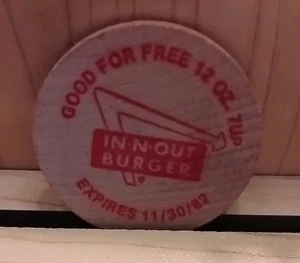 GOOD FOR FREE 12 OZ. 7UP
IN-N-OUT
BURGER
EXPIRES 11/30/82